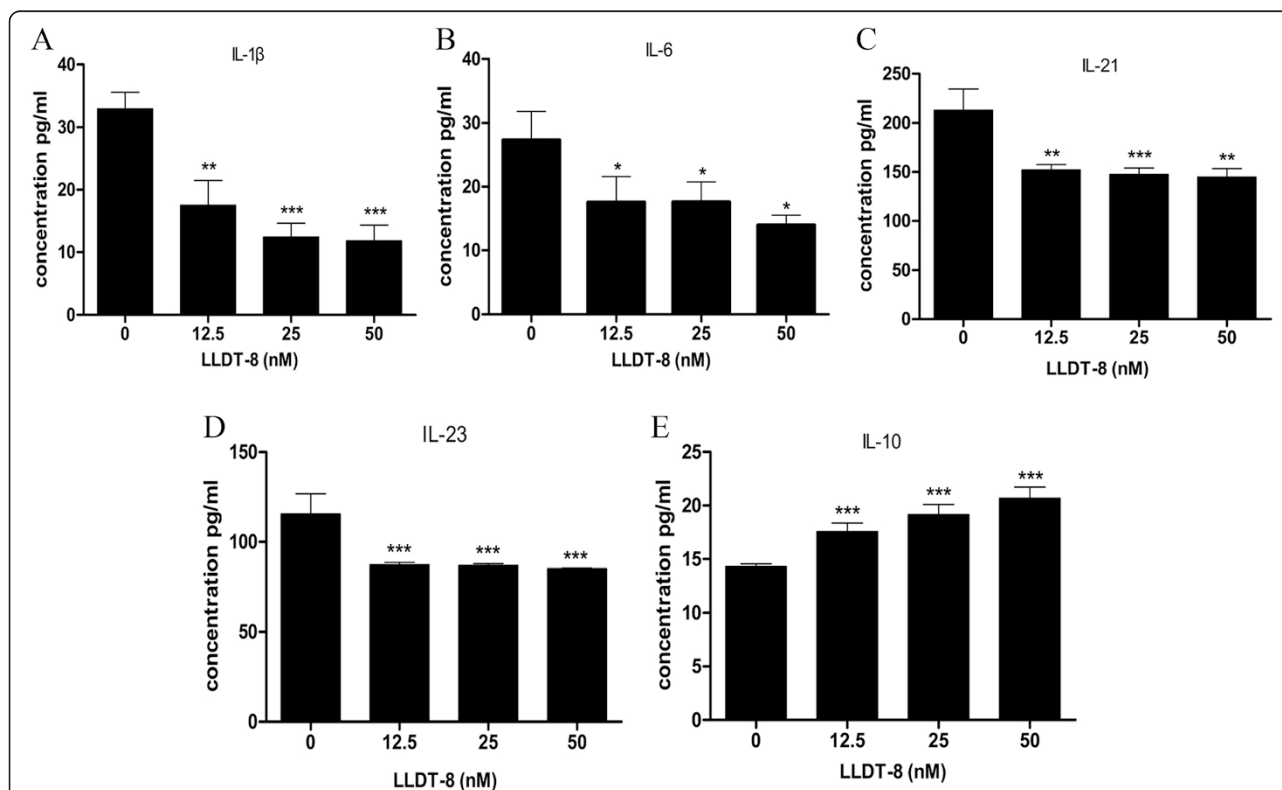 A
IL-1β
concentration pg/ml
40
30
20
10
0
**
***
***
0 12.5 25 50
LLDT-8 (nM)
B
IL-6
concentration pg/ml
40
30
20
10
0
*
*
*
0 12.5 25 50
LLDT-8 (nM)
C
IL-21
concentration pg/ml
250
200
150
100
50
0
**
***
**
0 12.5 25 50
LLDT-8 (nM)
D
IL-23
concentration pg/ml
150
100
50
0
***
***
***
0 12.5 25 50
LLDT-8 (nM)
E
IL-10
concentration pg/ml
25
20
15
10
5
0
***
***
***
0 12.5 25 50
LLDT-8 (nM)